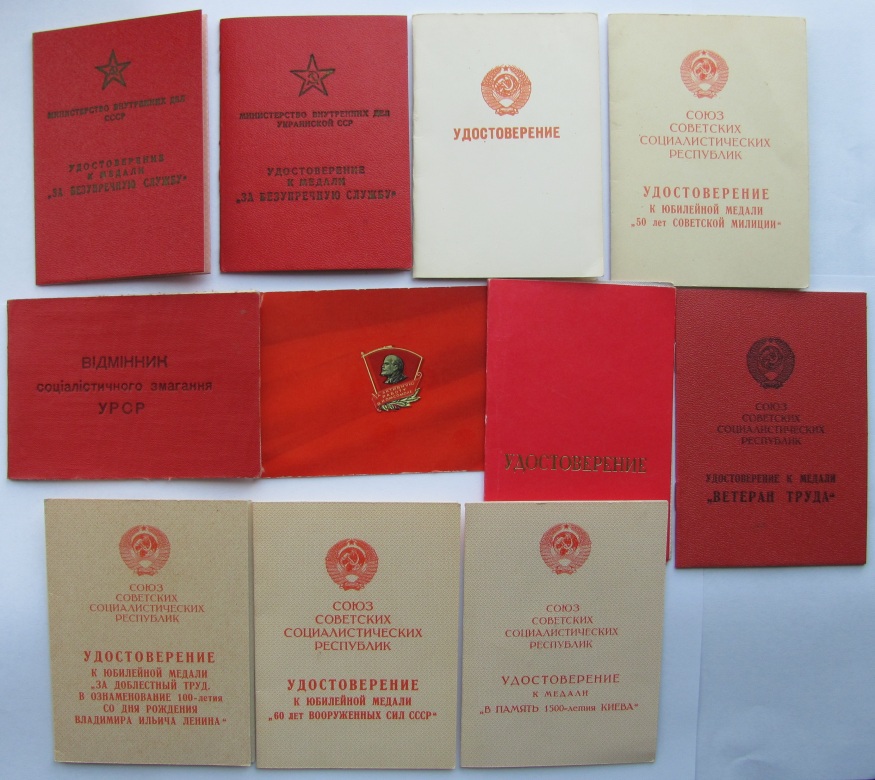 МИНИСТЕРСТВО ВНУТРЕННИХ ДЕЛ
СССР
УДОСТОВЕРЕНИЕ
К МЕДАЛИ
„ЗА БЕЗУПРЕЧНУЮ СЛУЖБУ“
МИНИСТЕРСТВО ВНУТРЕННИХ ДЕЛ
УКРАИНСКОЙ ССР
УДОСТОВЕРЕНИЕ
К МЕДАЛИ
„ЗА БЕЗУПРЕЧНУЮ СЛУЖБУ“
УДОСТОВЕРЕНИЕ
СОЮЗ
СОВЕТСКИХ
СОЦИАЛИСТИЧЕСКИХ
РЕСПУБЛИК
УДОСТОВЕРЕНИЕ
К ЮБИЛЕЙНОЙ МЕДАЛИ
„50 лет СОВЕТСКОЙ МИЛИЦИИ“
ВІДМІННИК
соціалістичного змагання
УРСР
УДОСТОВЕРЕНИЕ
СОЮЗ
СОВЕТСКИХ
СОЦИАЛИСТИЧЕСКИХ
РЕСПУБЛИК
УДОСТОВЕРЕНИЕ К МЕДАЛИ
„ВЕТЕРАН ТРУДА“
СОЮЗ
СОВЕТСКИХ
СОЦИАЛИСТИЧЕСКИХ
РЕСПУБЛИК
УДОСТОВЕРЕНИЕ
К ЮБИЛЕЙНОЙ МЕДАЛИ
„ЗА ДОБЛЕСТНЫЙ ТРУД.
В ОЗНАМЕНОВАНИЕ 100-летия
СО ДНЯ РОЖДЕНИЯ
ВЛАДИМИРА ИЛЬИЧА ЛЕНИНА“
СОЮЗ
СОВЕТСКИХ
СОЦИАЛИСТИЧЕСКИХ
РЕСПУБЛИК
УДОСТОВЕРЕНИЕ
К ЮБИЛЕЙНОЙ МЕДАЛИ
„60 лет ВООРУЖЕННЫХ СИЛ СССР“
СОЮЗ
СОВЕТСКИХ
СОЦИАЛИСТИЧЕСКИХ
РЕСПУБЛИК
УДОСТОВЕРЕНИЕ
К МЕДАЛИ
„В ПАМЯТЬ 1500-летия КИЕВА“